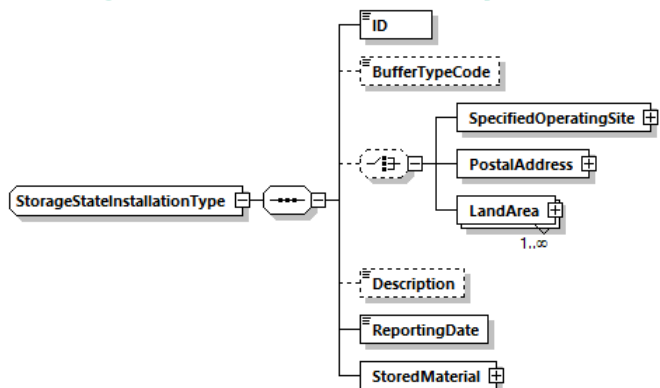 ID
BufferTypeCode
SpecifiedOperatingSite
PostalAddress
StorageStateInstallationType
LandArea
1..∞
Description
ReportingDate
StoredMaterial